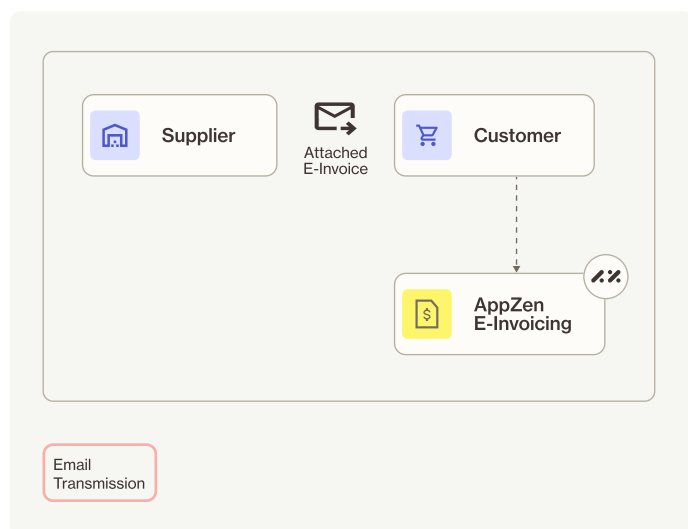 Supplier
Attached
E-Invoice
Customer
AppZen
E-Invoicing
Email
Transmission